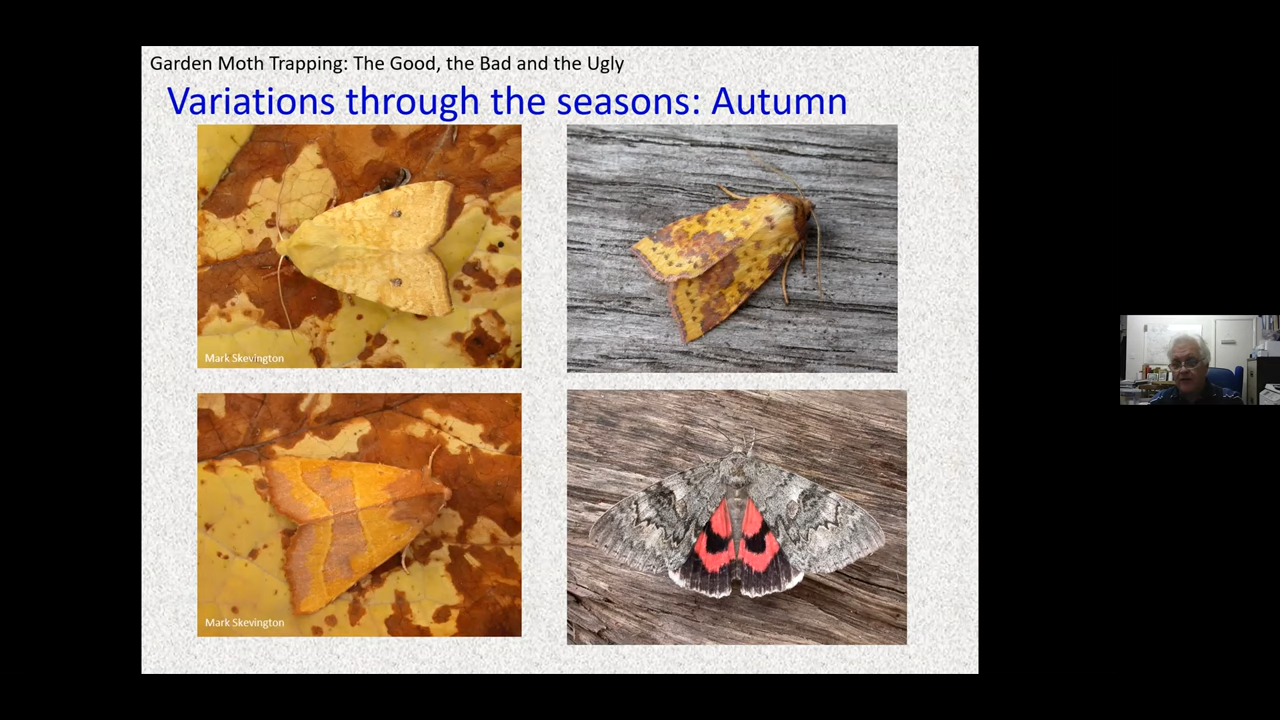 Garden Moth Trapping: The Good, the Bad and the Ugly
Variations through the seasons: Autumn
Mark Skevington
Mark Skevington